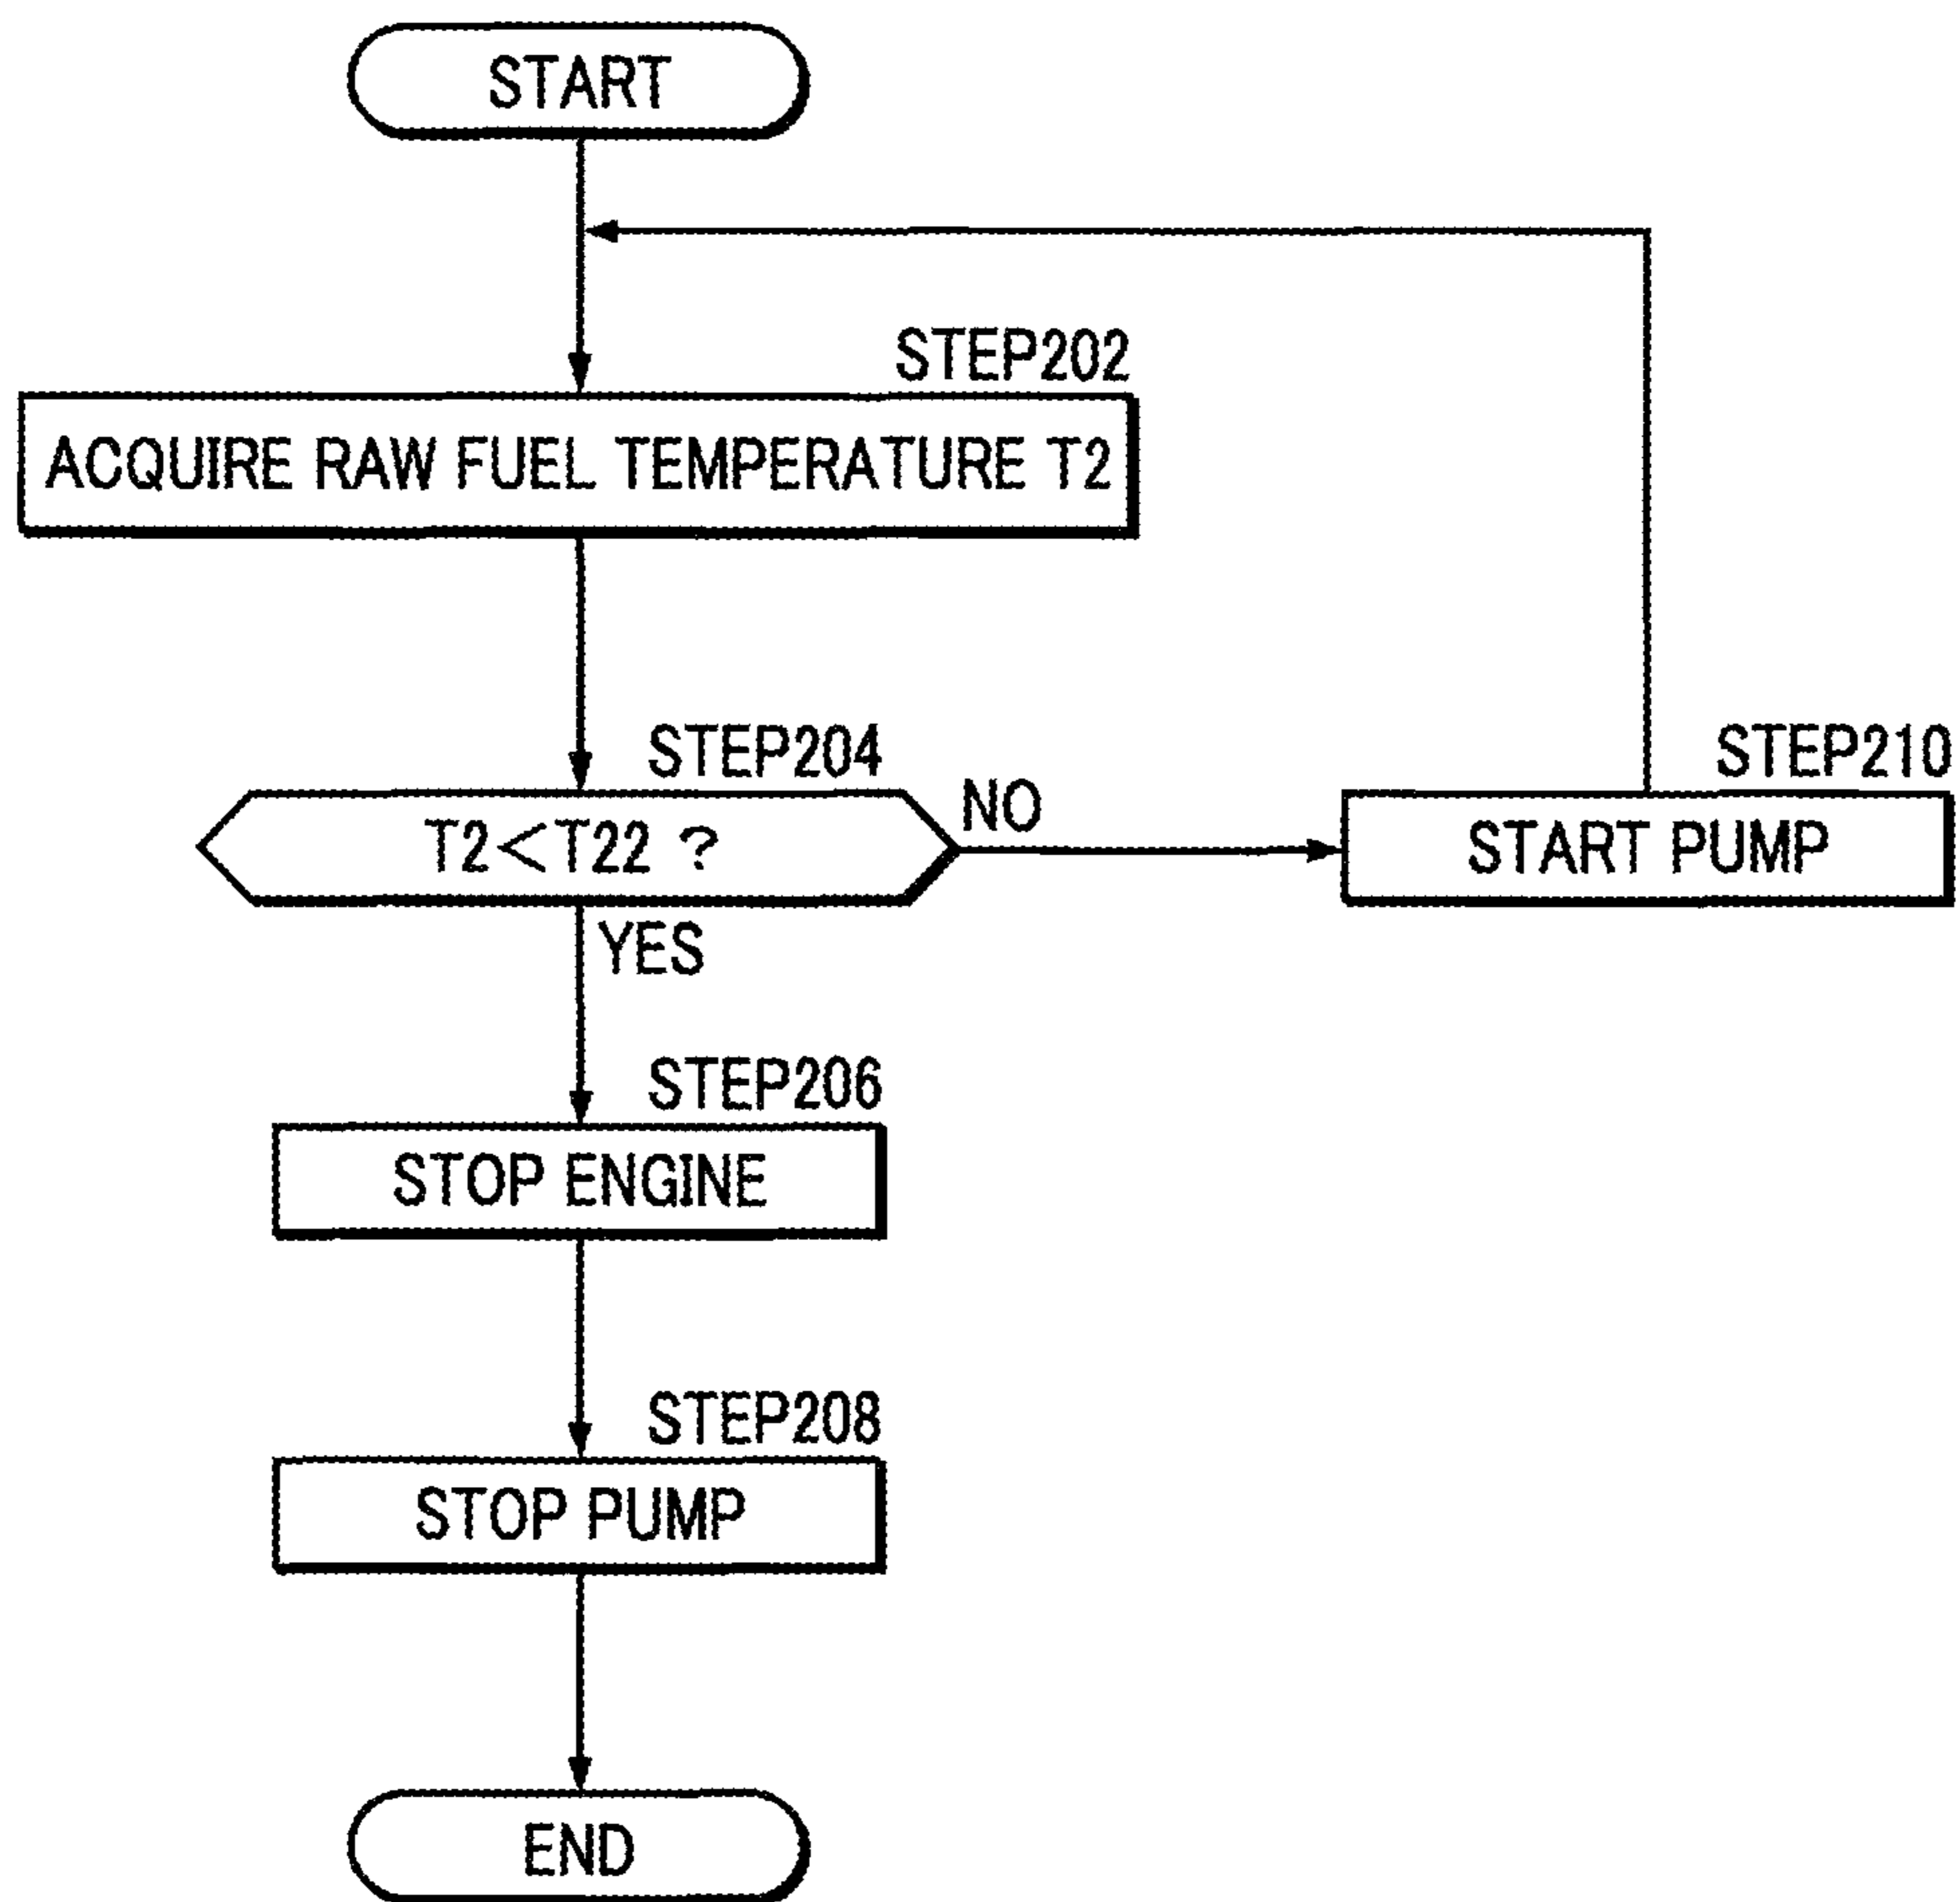 START
STEP202
ACQUIRE RAW FUEL TEMPERATURE T2
STEP204
T2<T22 ?
NO
STEP210
START PUMP
YES
STEP206
STOP ENGINE
STEP208
STOP PUMP
END